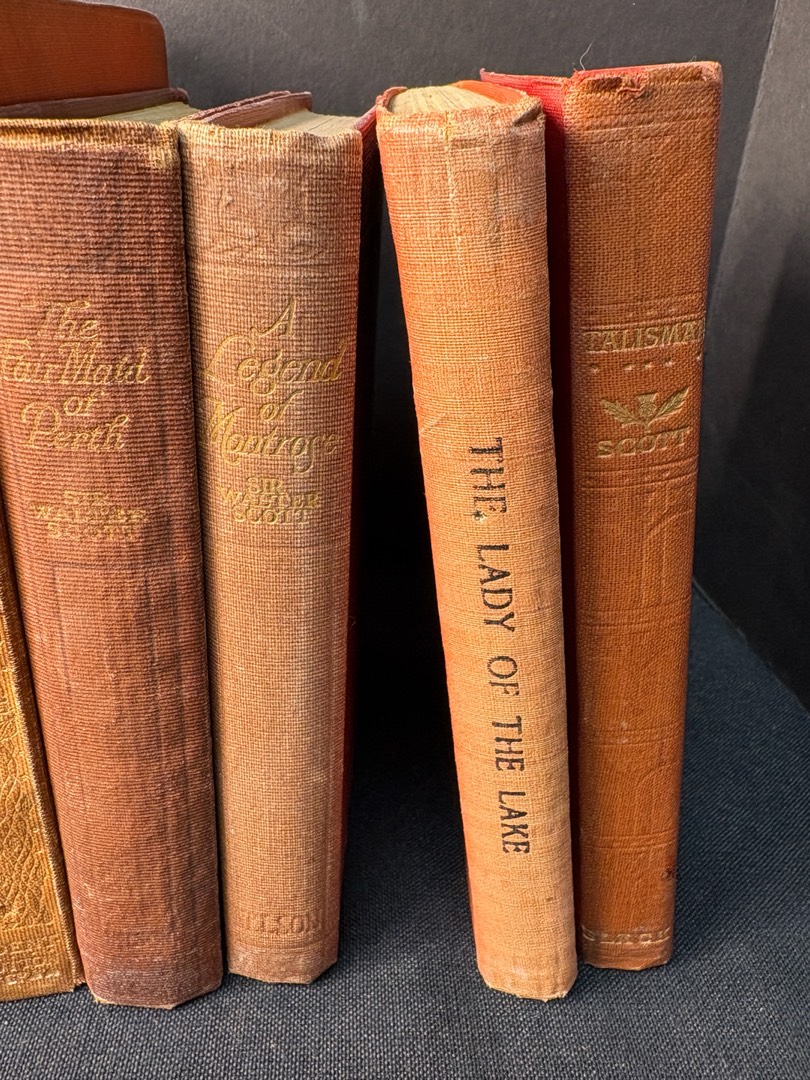 The
Fair Maid
of
Perth
SIR
WALTER
SCOTT
A
Legend
of
Montrose
SIR
WALTER
SCOTT
NELSON
THE LADY OF THE LAKE
TALISMAN
SCOTT
BLACK